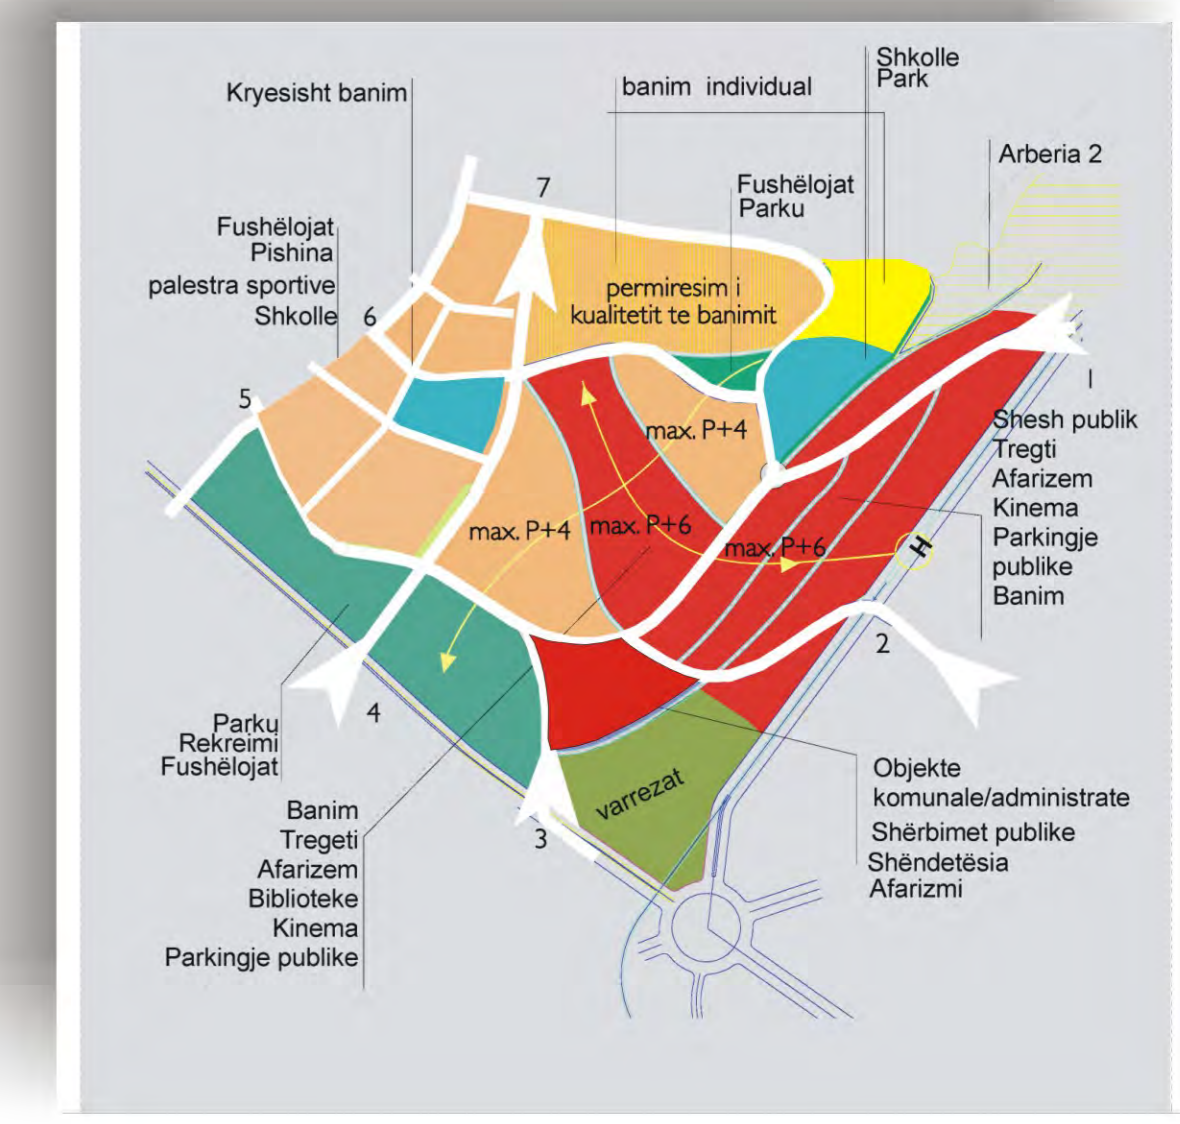 Kryesisht banim
banim individual
Shkolle
Park
Arberia 2
7
Fushëlojat
Parku
Fushëlojat
Pishina
palestra sportive
Shkolle
6
permiresim i
kualitetit te banimit
5
1
max. P+4
Shesh publik
Tregti
Afarizem
Kinema
Parkingje
publike
Banim
max. P+4
max. P+6
max. P+6
H
2
4
Parku
Rekreimi
Fushëlojat
Banim
Tregeti
Afarizem
Biblioteke
Kinema
Parkingje publike
3
varrezat
Objekte
komunale/administrate
Shërbimet publike
Shëndetësia
Afarizmi